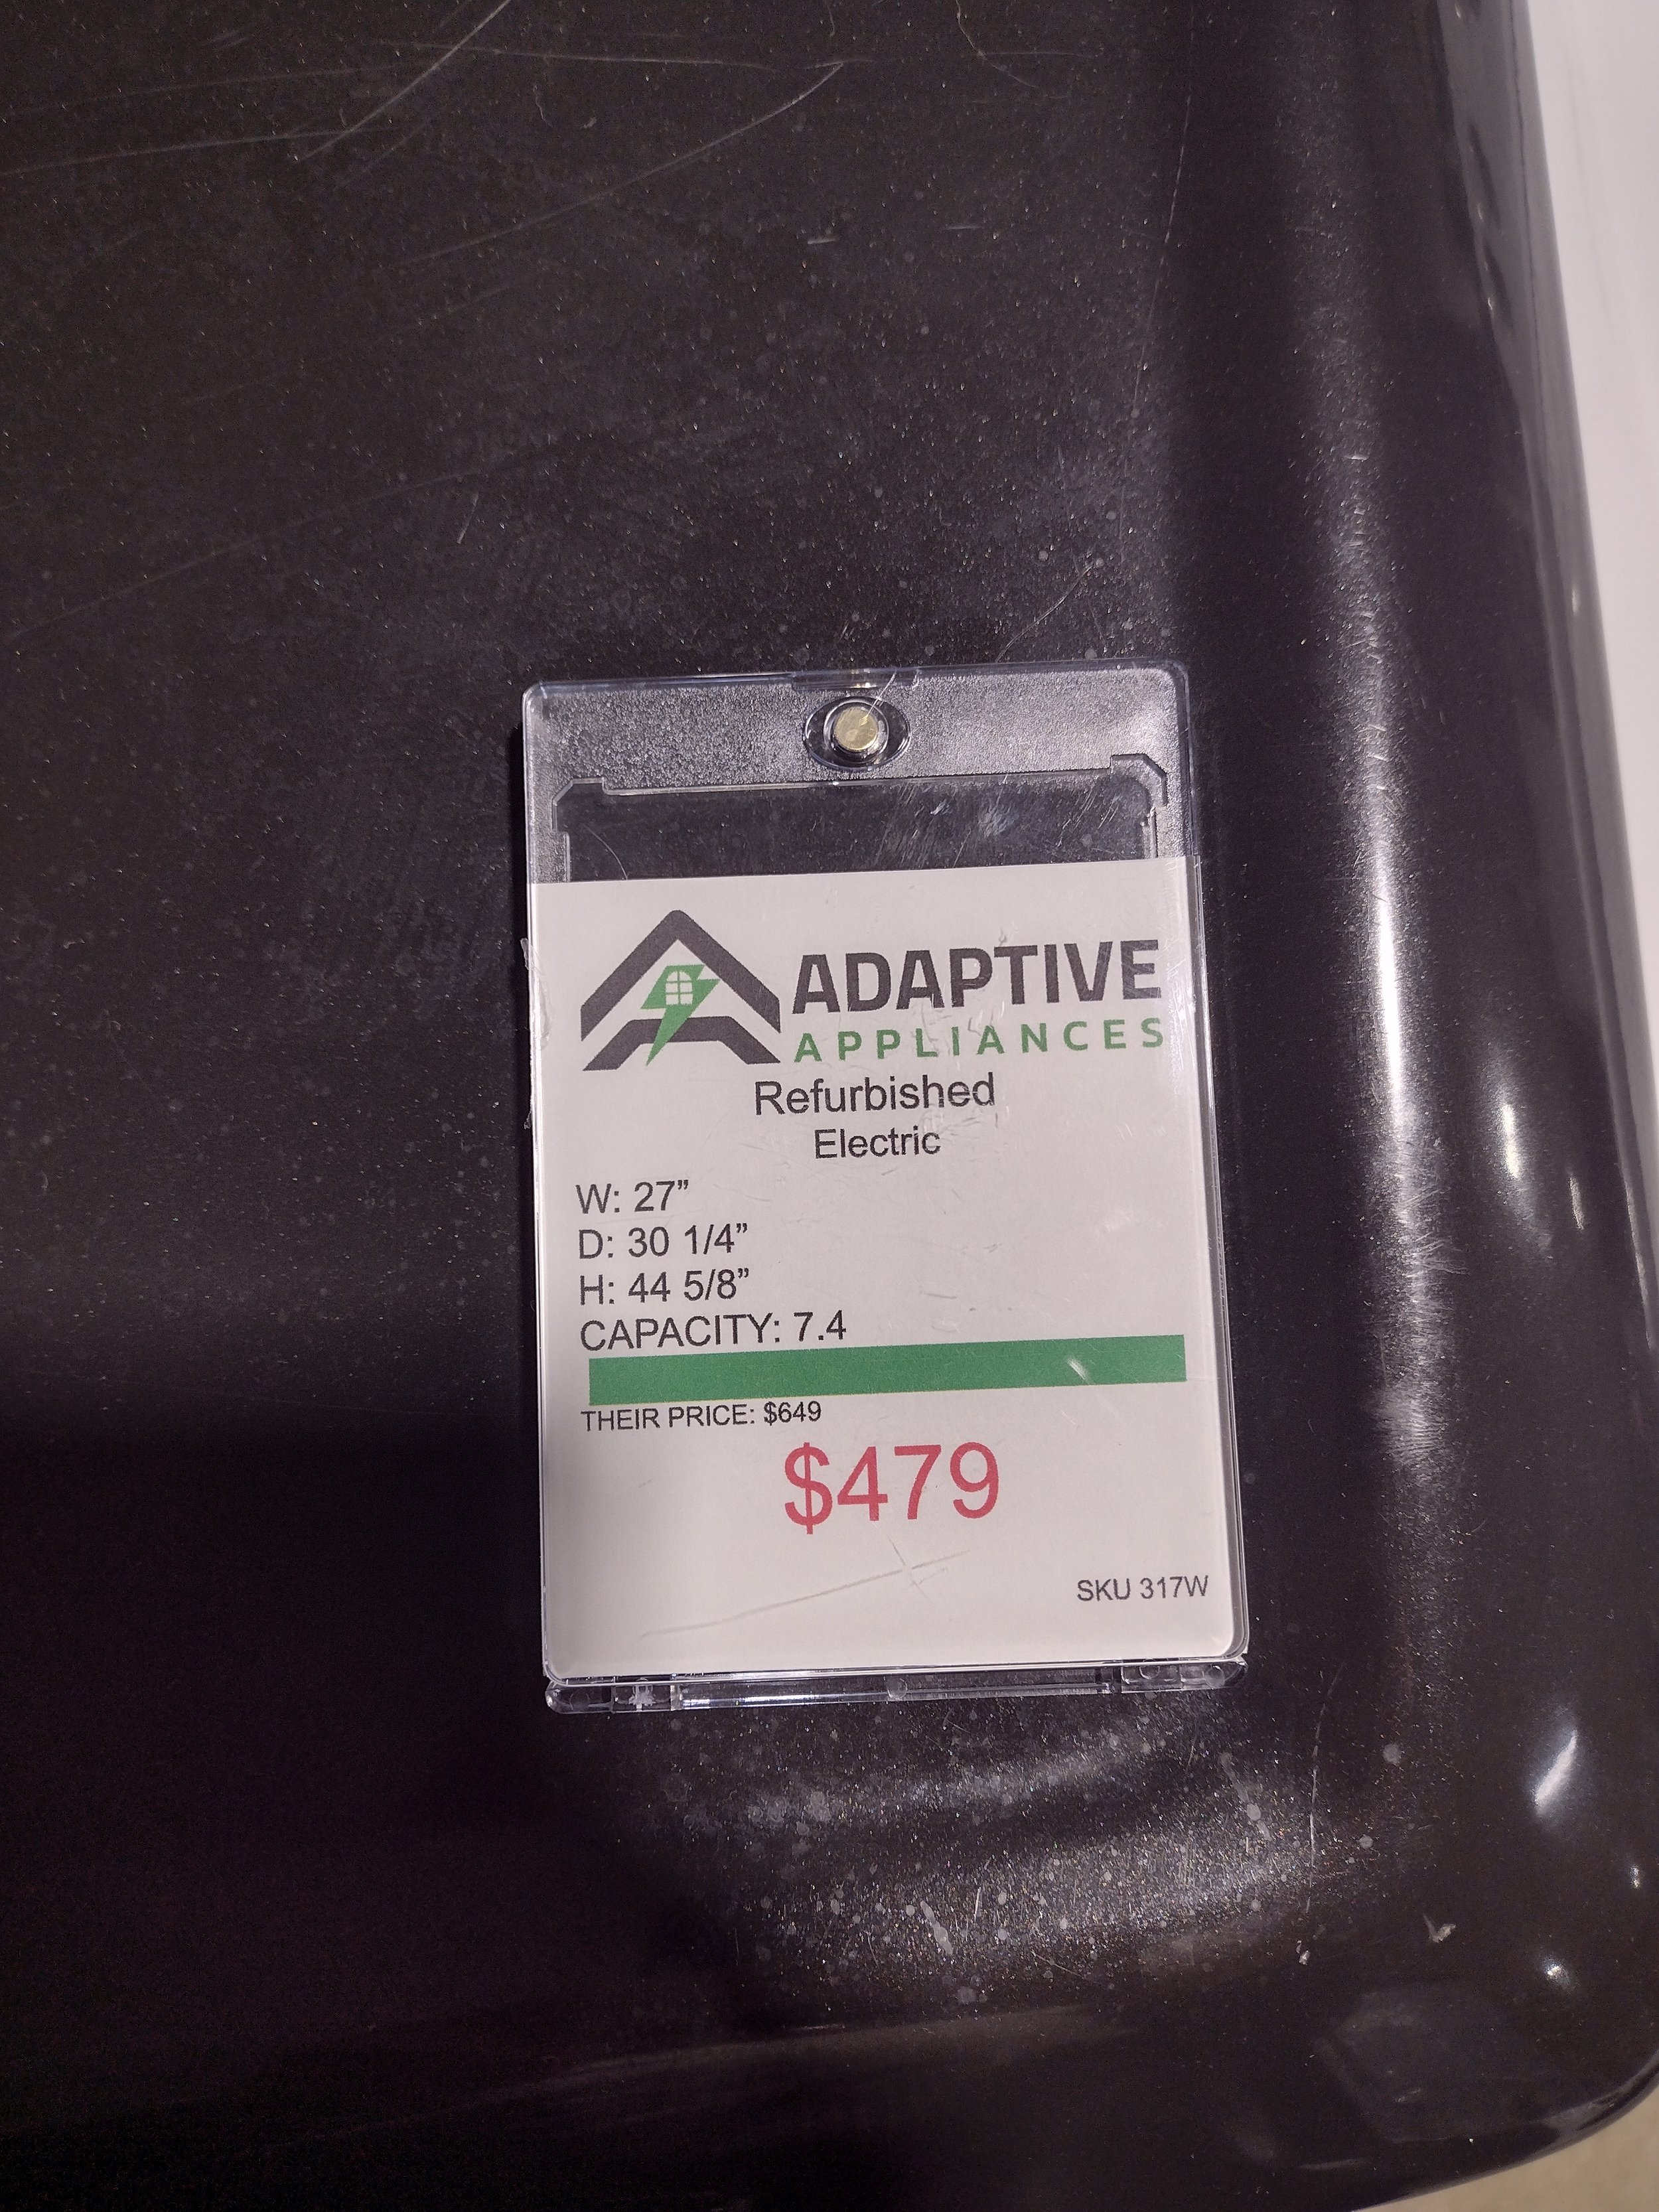 ADAPTIVE
APPLIANCES
Refurbished
Electric
W: 27”
D: 30 1/4”
H: 44 5/8”
CAPACITY: 7.4
THEIR PRICE: $649
$479
SKU 317W